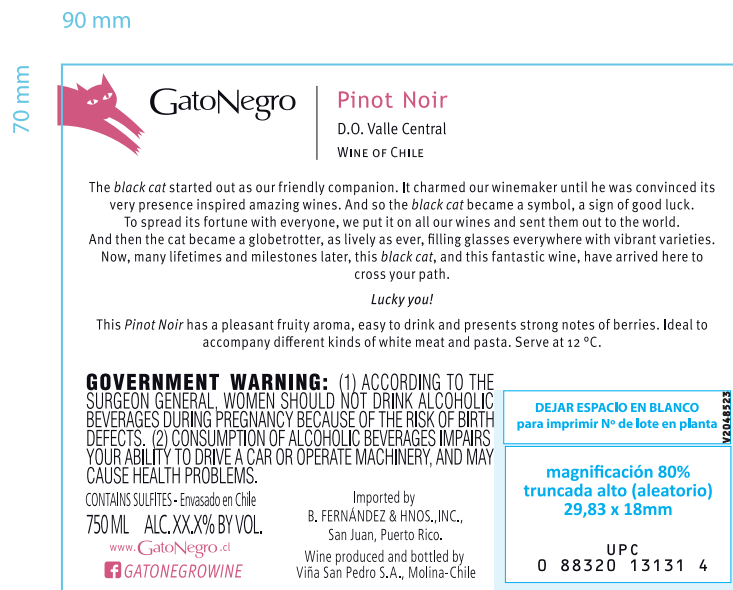 90 mm
70 mm
GatoNegro
Pinot Noir
D.O. Valle Central
WINE OF CHILE
The black cat started out as our friendly companion. It charmed our winemaker until he was convinced its
very presence inspired amazing wines. And so the black cat became a symbol, a sign of good luck.
To spread its fortune with everyone, we put it on all our wines and sent them out to the world.
And then the cat became a globetrotter, as lively as ever, filling glasses everywhere with vibrant varieties.
Now, many lifetimes and milestones later, this black cat, and this fantastic wine, have arrived here to
cross your path.
Lucky you!
This Pinot Noir has a pleasant fruity aroma, easy to drink and presents strong notes of berries. Ideal to
accompany different kinds of white meat and pasta. Serve at 12 °C.
GOVERNMENT WARNING: (1) ACCORDING TO THE
SURGEON GENERAL, WOMEN SHOULD NOT DRINK ALCOHOLIC
BEVERAGES DURING PREGNANCY BECAUSE OF THE RISK OF BIRTH
DEFECTS. (2) CONSUMPTION OF ALCOHOLIC BEVERAGES IMPAIRS
YOUR ABILITY TO DRIVE A CAR OR OPERATE MACHINERY, AND MAY
CAUSE HEALTH PROBLEMS.
CONTAINS SULFITES - Envasado en Chile
750 ML ALC. XX.X% BY VOL.
www.GatoNegro.cl
GATONEGROWINE
Imported by
B. FERNÁNDEZ & HNOS.,INC.,
San Juan, Puerto Rico.
Wine produced and bottled by
Viña San Pedro S.A., Molina-Chile
DEJAR ESPACIO EN BLANCO
para imprimir Nº de lote en planta
V2048523
magnificación 80%
truncada alto (aleatorio)
29,83 x 18mm
UPC
0 88320 13131 4